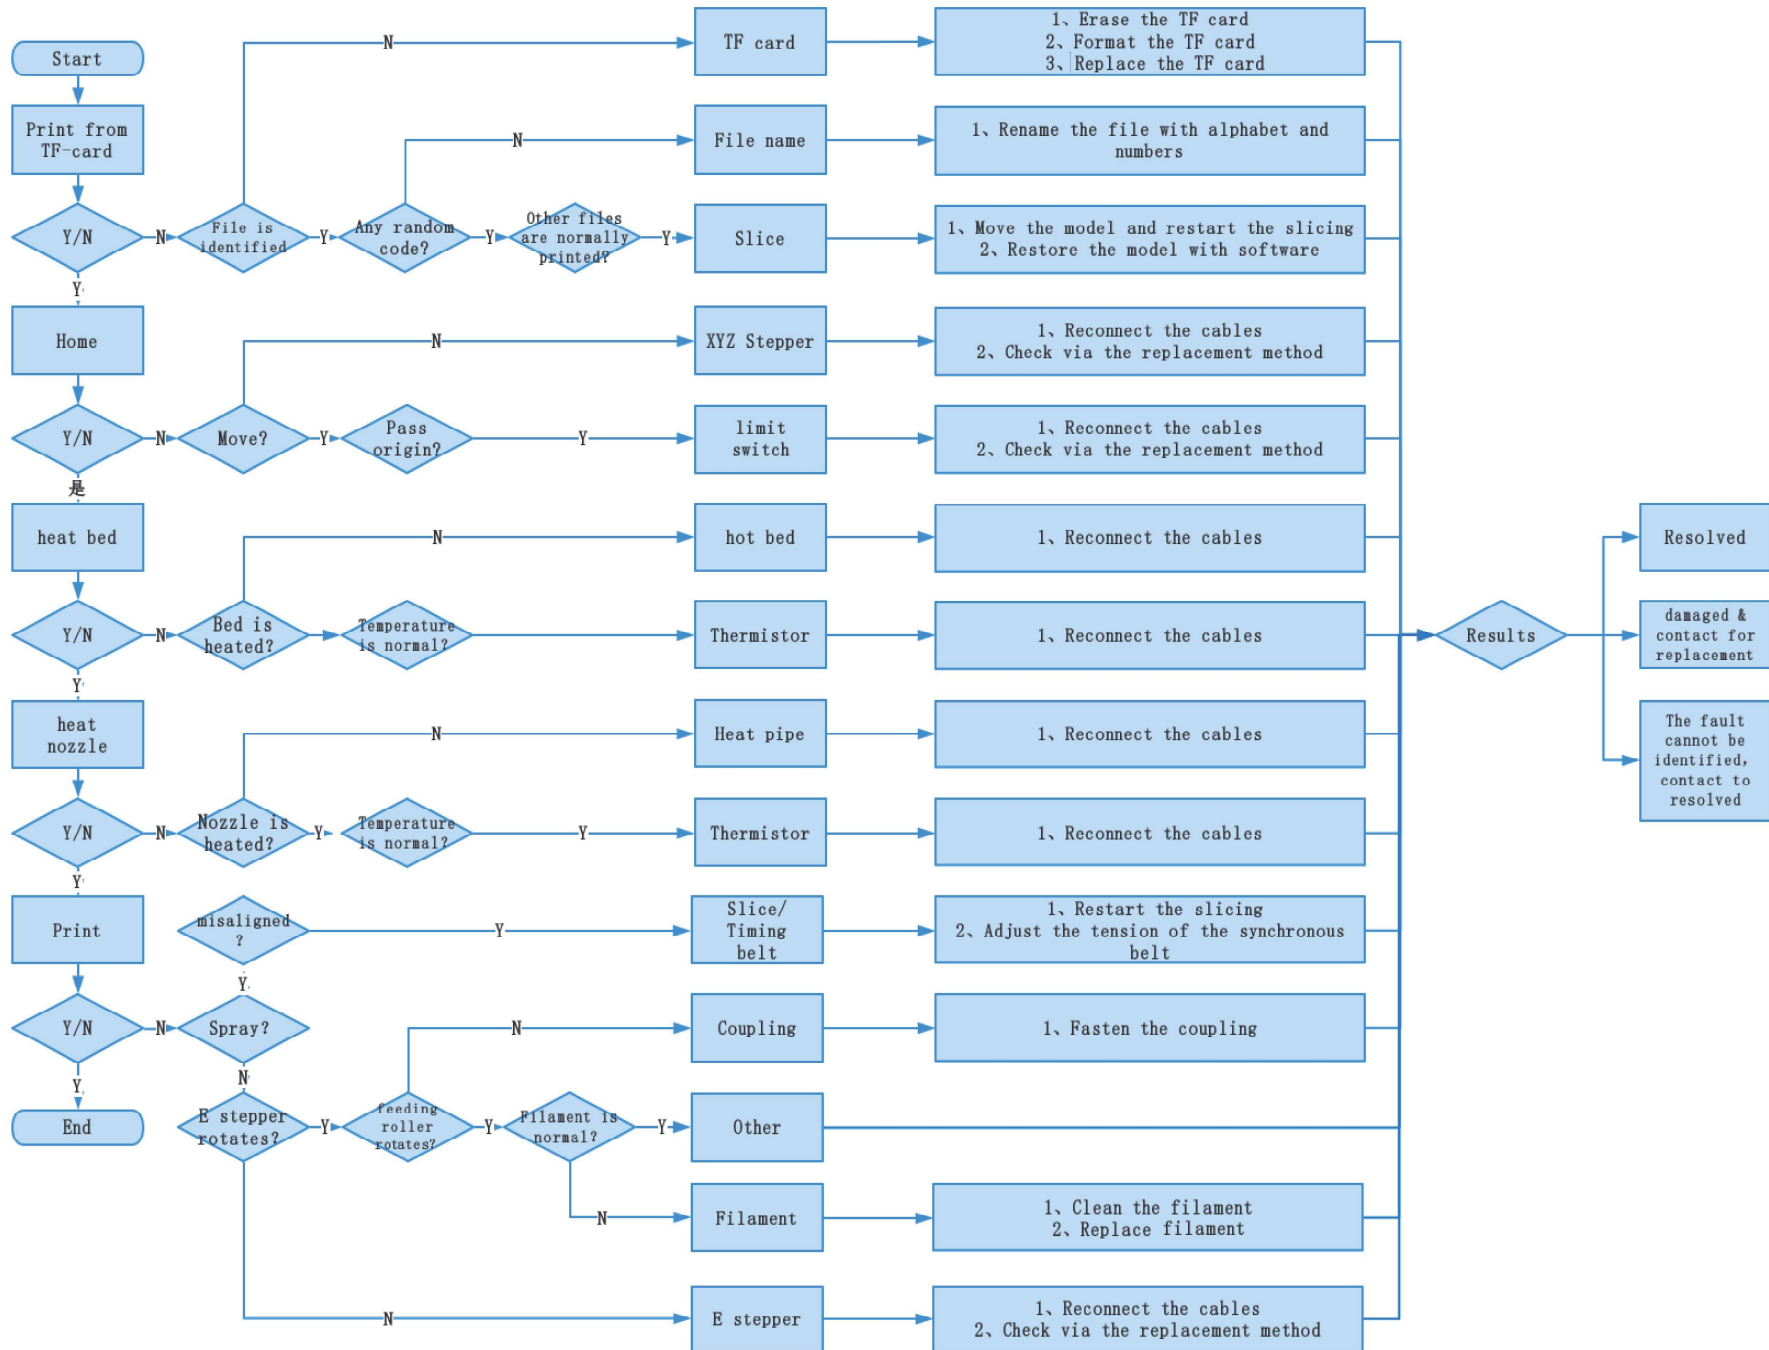 Start
Print from
TF-card
Y/N
N
File is
identified
N
TF card
1、Erase the TF card
2、Format the TF card
3、Replace the TF card
Y
Any random
code?
N
File name
1、Rename the file with alphabet and
numbers
Y
Other files
are normally
printed?
Y
Slice
1、Move the model and restart the slicing
2、Restore the model with software
Y
Home
Y/N
N
Move?
N
XYZ Stepper
1、Reconnect the cables
2、Check via the replacement method
Y
Pass
origin?
Y
limit
switch
1、Reconnect the cables
2、Check via the replacement method
是
heat bed
Y/N
N
Bed is
heated?
N
hot bed
1、Reconnect the cables
Temperature
is normal?
Thermistor
1、Reconnect the cables
Y
heat
nozzle
Y/N
N
Nozzle is
heated?
N
Heat pipe
1、Reconnect the cables
Y
Temperature
is normal?
Y
Thermistor
1、Reconnect the cables
Y
Print
Y/N
N
Spray?
Y
misaligned
?
Y
Slice/
Timing
belt
1、Restart the slicing
2、Adjust the tension of the synchronous
belt
N
E stepper
rotates?
Y
feeding
roller
rotates?
N
Coupling
1、Fasten the coupling
Y
Filament is
normal?
Y
Other
N
Filament
1、Clean the filament
2、Replace filament
N
E stepper
1、Reconnect the cables
2、Check via the replacement method
Y
End
Results
Resolved
damaged &
contact for
replacement
The fault
cannot be
identified,
contact to
resolved